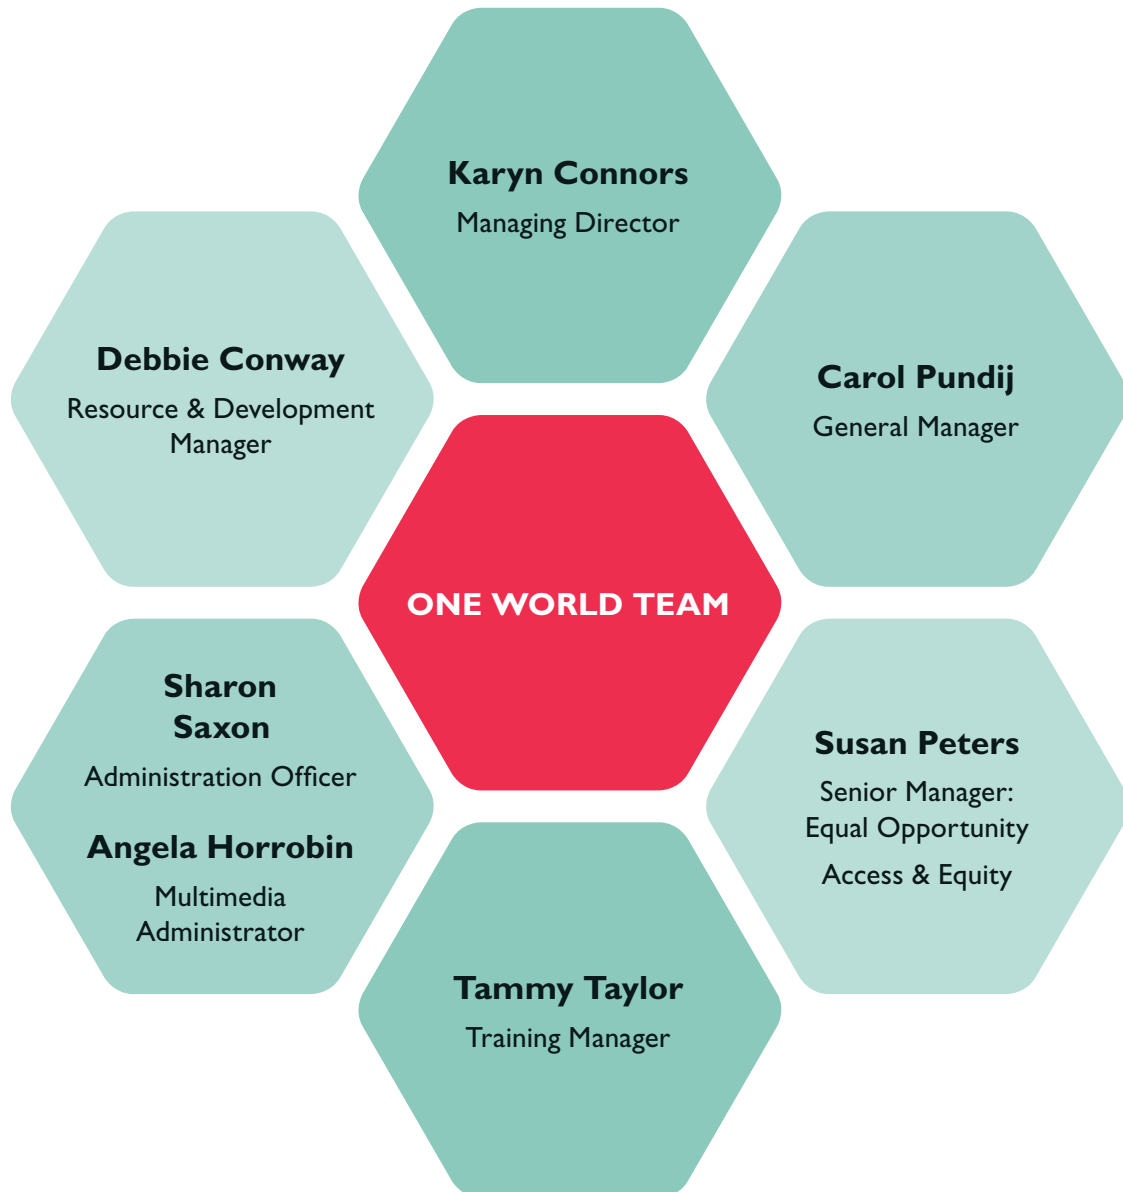 Karyn Connors
Managing Director
Debbie Conway
Resource & Development
Manager
Carol Pundij
General Manager
ONE WORLD TEAM
Sharon
Saxon
Administration Officer
Angela Horrobin
Multimedia
Administrator
Susan Peters
Senior Manager:
Equal Opportunity
Access & Equity
Tammy Taylor
Training Manager